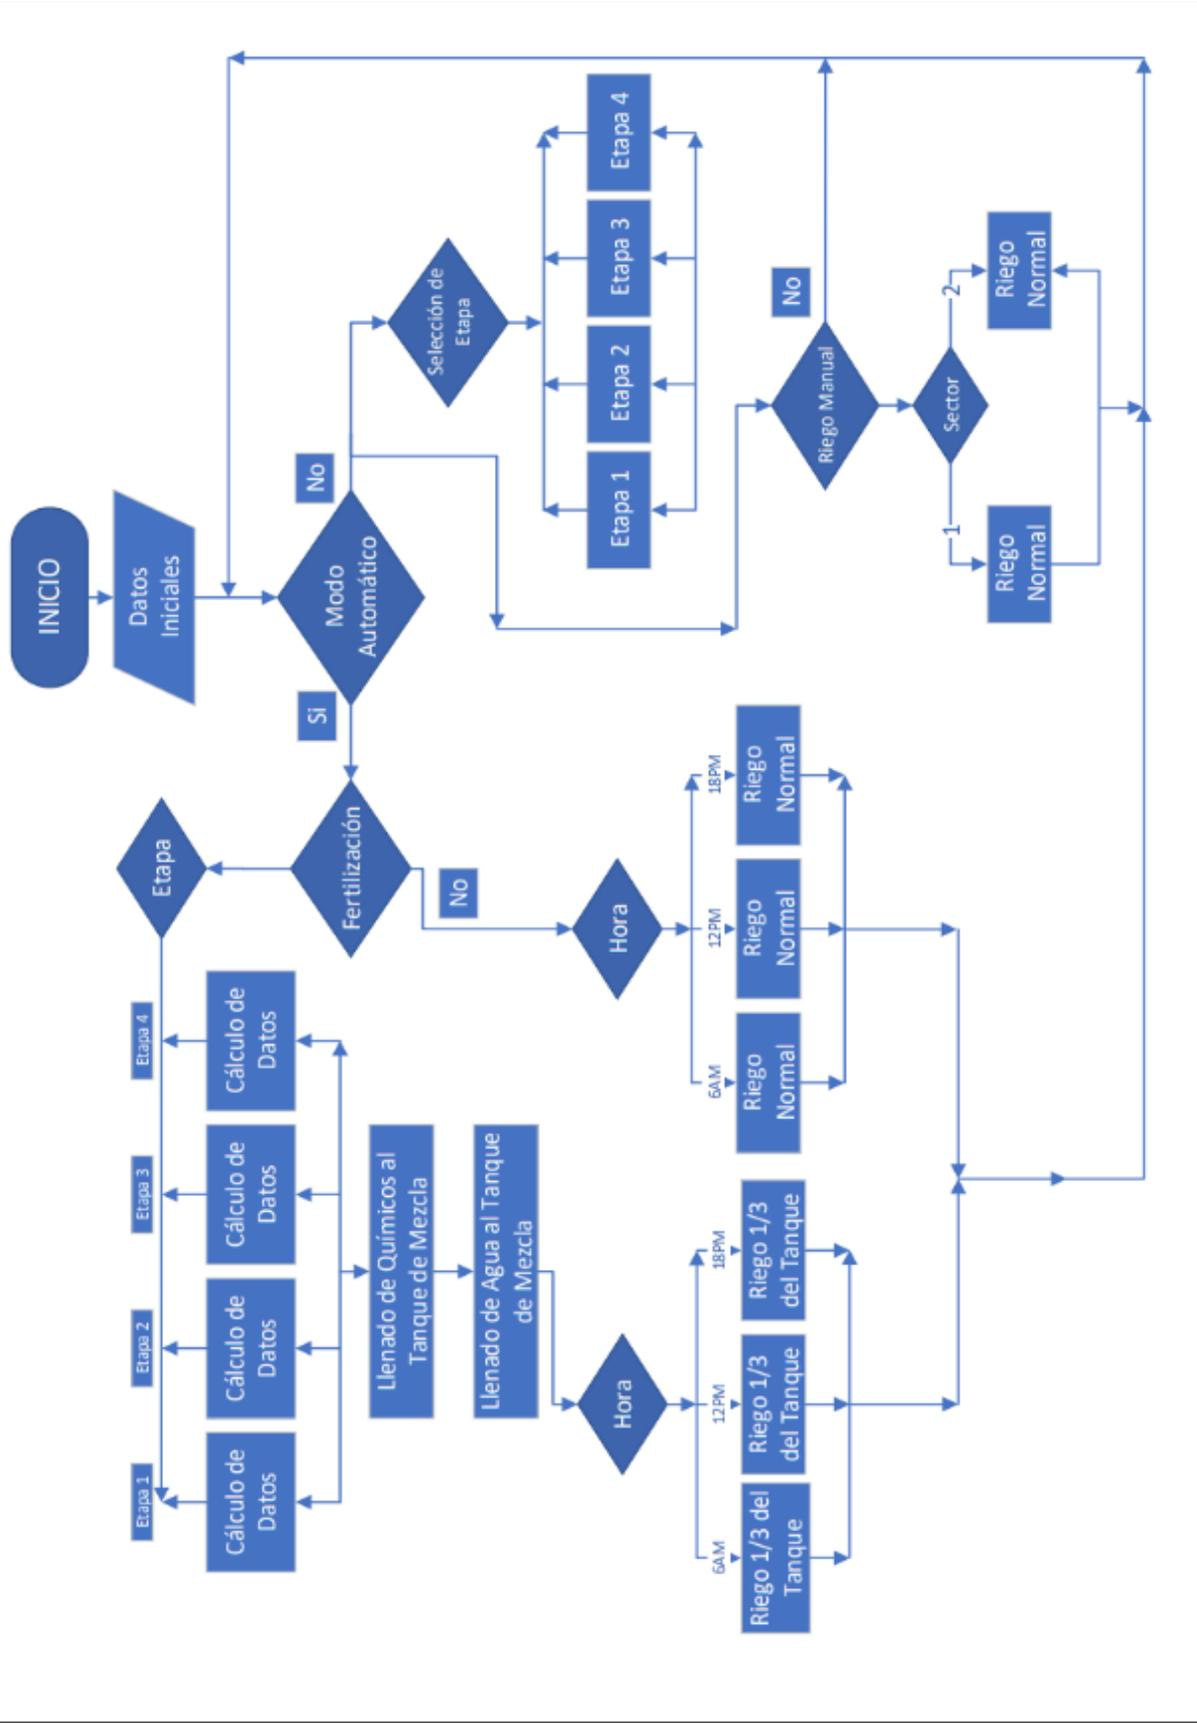 INICIO
Datos
Iniciales
Modo
Automático
Si
No
Etapa
Fertilización
No
Selección de
Etapa
Etapa 1
Etapa 2
Etapa 3
Etapa 4
Cálculo de
Datos
Cálculo de
Datos
Cálculo de
Datos
Cálculo de
Datos
Etapa 1
Etapa 2
Etapa 3
Etapa 4
Llenado de Químicos al
Tanque de Mezcla
Llenado de Agua al Tanque
de Mezcla
Hora
6AM
12PM
18PM
Riego 1/3 del
Tanque
Riego 1/3
del Tanque
Riego 1/3
del Tanque
Hora
6AM
12PM
18PM
Riego
Normal
Riego
Normal
Riego
Normal
Riego Manual
No
Sector
1
2
Riego
Normal
Riego
Normal